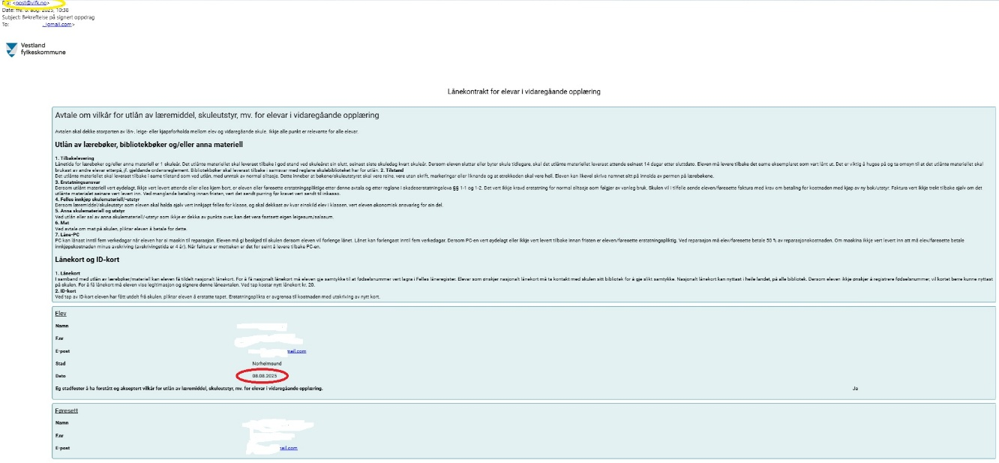 Fra: <post@vlfk.no>
Date: fre. 8. aug. 2025, 10:38
Subject: Bekreftelse på signert oppdrag
To: gmail.com>
Vestland
fylkeskommune
Lånekontrakt for elevar i vidaregåande opplæring
Avtale om vilkår for utlån av læremiddel, skuleutstyr, mv. for elevar i vidaregåande opplæring
Avtalen skal dekke storparten av lån-, leige- eller kjøpsforholda mellom elev og vidaregåande skule. Ikkje alle punkt er relevante for alle elevar.
Utlån av lærebøker, bibliotekbøker og/eller anna materiell
1. Tilbakelevering
Lånetida for lærebøker og/eller anna materiell er 1 skuleår. Det utlånte materiellet skal leverast tilbake i god stand ved skuleåret sin slutt, seinast siste skuledag kvart skuleår. Dersom eleven sluttar eller byter skule tidlegare, skal det utlånte materiellet leverast attende seinast 14 dagar etter sluttdato. Eleven må levere tilbake det same eksemplaret som vart lånt ut. Det er viktig å hugse på og ta omsyn til at det utlånte materiellet skal
brukast av andre elevar etterpå, jf. gjeldande ordensreglement. Bibliotekbøker skal leverast tilbake i samsvar med reglane skulebiblioteket har for utlån. 2. Tilstand
Det utlånte materiellet skal leverast tilbake i same tilstand som ved utlån, med unntak av normal slitasje. Dette inneber at bøkene/skuleutstyret skal vere reine, vere utan skrift, markeringar eller liknande og at strekkoden skal vere heil. Eleven kan likevel skrive namnet sitt på innsida av permen på lærebøkene.
3. Erstatningsansvar
Dersom utlånt materiell vert øydelagt, ikkje vert levert attende eller elles kjem bort, er eleven eller føresette erstatningspliktige etter denne avtala og etter reglane i skadeerstatningslova §§ 1-1 og 1-2. Det vert ikkje kravd erstatning for normal slitasje som følgjer av vanleg bruk. Skulen vil i tilfelle sende eleven/føresette faktura med krav om betaling for kostnaden med kjøp av ny bok/utstyr. Faktura vert ikkje trekt tilbake sjølv om det
utlånte materialet seinare vert levert inn. Ved manglande betaling innan fristen, vert det sendt purring før kravet vert sendt til inkasso.
4. Felles innkjøp skulemateriell/-utstyr
Dersom læremiddel/skuleutstyr som eleven skal halda sjølv vert innkjøpt felles for klasse, og skal dekkast av kvar einskild elev i klassen, vert eleven økonomisk ansvarleg for sin del.
5. Anna skulemateriell og utstyr
Ved utlån eller sal av anna skulemateriell/-utstyr som ikkje er dekka av punkta over, kan det vera fastsett eigen leigesum/salssum.
6. Mat
Ved avtale om mat på skulen, pliktar eleven å betale for dette.
7. Låne-PC
PC kan lånast inntil fem verkedagar når eleven har si maskin til reparasjon. Eleven må gi beskjed til skulen dersom eleven vil forlenge lånet. Lånet kan forlengast inntil fem verkedagar. Dersom PC-en vert øydelagt eller ikkje vert levert tilbake innan fristen er eleven/føresette erstatningspliktig. Ved reparasjon må elev/føresette betale 50 % av reparasjonskostnaden. Om maskina ikkje vert levert inn att må elev/føresette betale
innkjøpskostnaden minus avskriving (avskrivingstida er 4 år). Når faktura er motteken er det for seint å levere tilbake PC-en.
Lånekort og ID-kort
1. Lånekort
I samband med utlån av lærebøker/materiell kan eleven få tildelt nasjonalt lånekort. For å få nasjonalt lånekort må eleven gje samtykke til at fødselsnummer vert lagra i Felles låneregister. Elevar som ønskjer nasjonalt lånekort må ta kontakt med skulen sitt bibliotek for å gje slikt samtykke. Nasjonalt lånekort kan nyttast i heile landet, på alle bibliotek. Dersom eleven ikkje ønskjer å registrere fødselsnummer, vil kortet berre kunne nyttast
på skulen. For å få lånekort må eleven vise legitimasjon og signere denne låneavtalen. Ved tap kostar nytt lånekort kr. 20.
2. ID-kort
Ved tap av ID-kort eleven har fått utdelt frå skulen, pliktar eleven å erstatte tapet. Erstatningsplikta er avgrensa til kostnaden med utskriving av nytt kort.
Elev
Namn
F.nr
E-post mail.com
Stad Norheimsund
Dato 08.08.2025
Eg stadfester å ha forstått og akseptert vilkår for utlån av læremiddel, skuleutstyr, mv. for elevar i vidaregåande opplæring. Ja
Føresett
Namn
F.nr
E-post mail.com